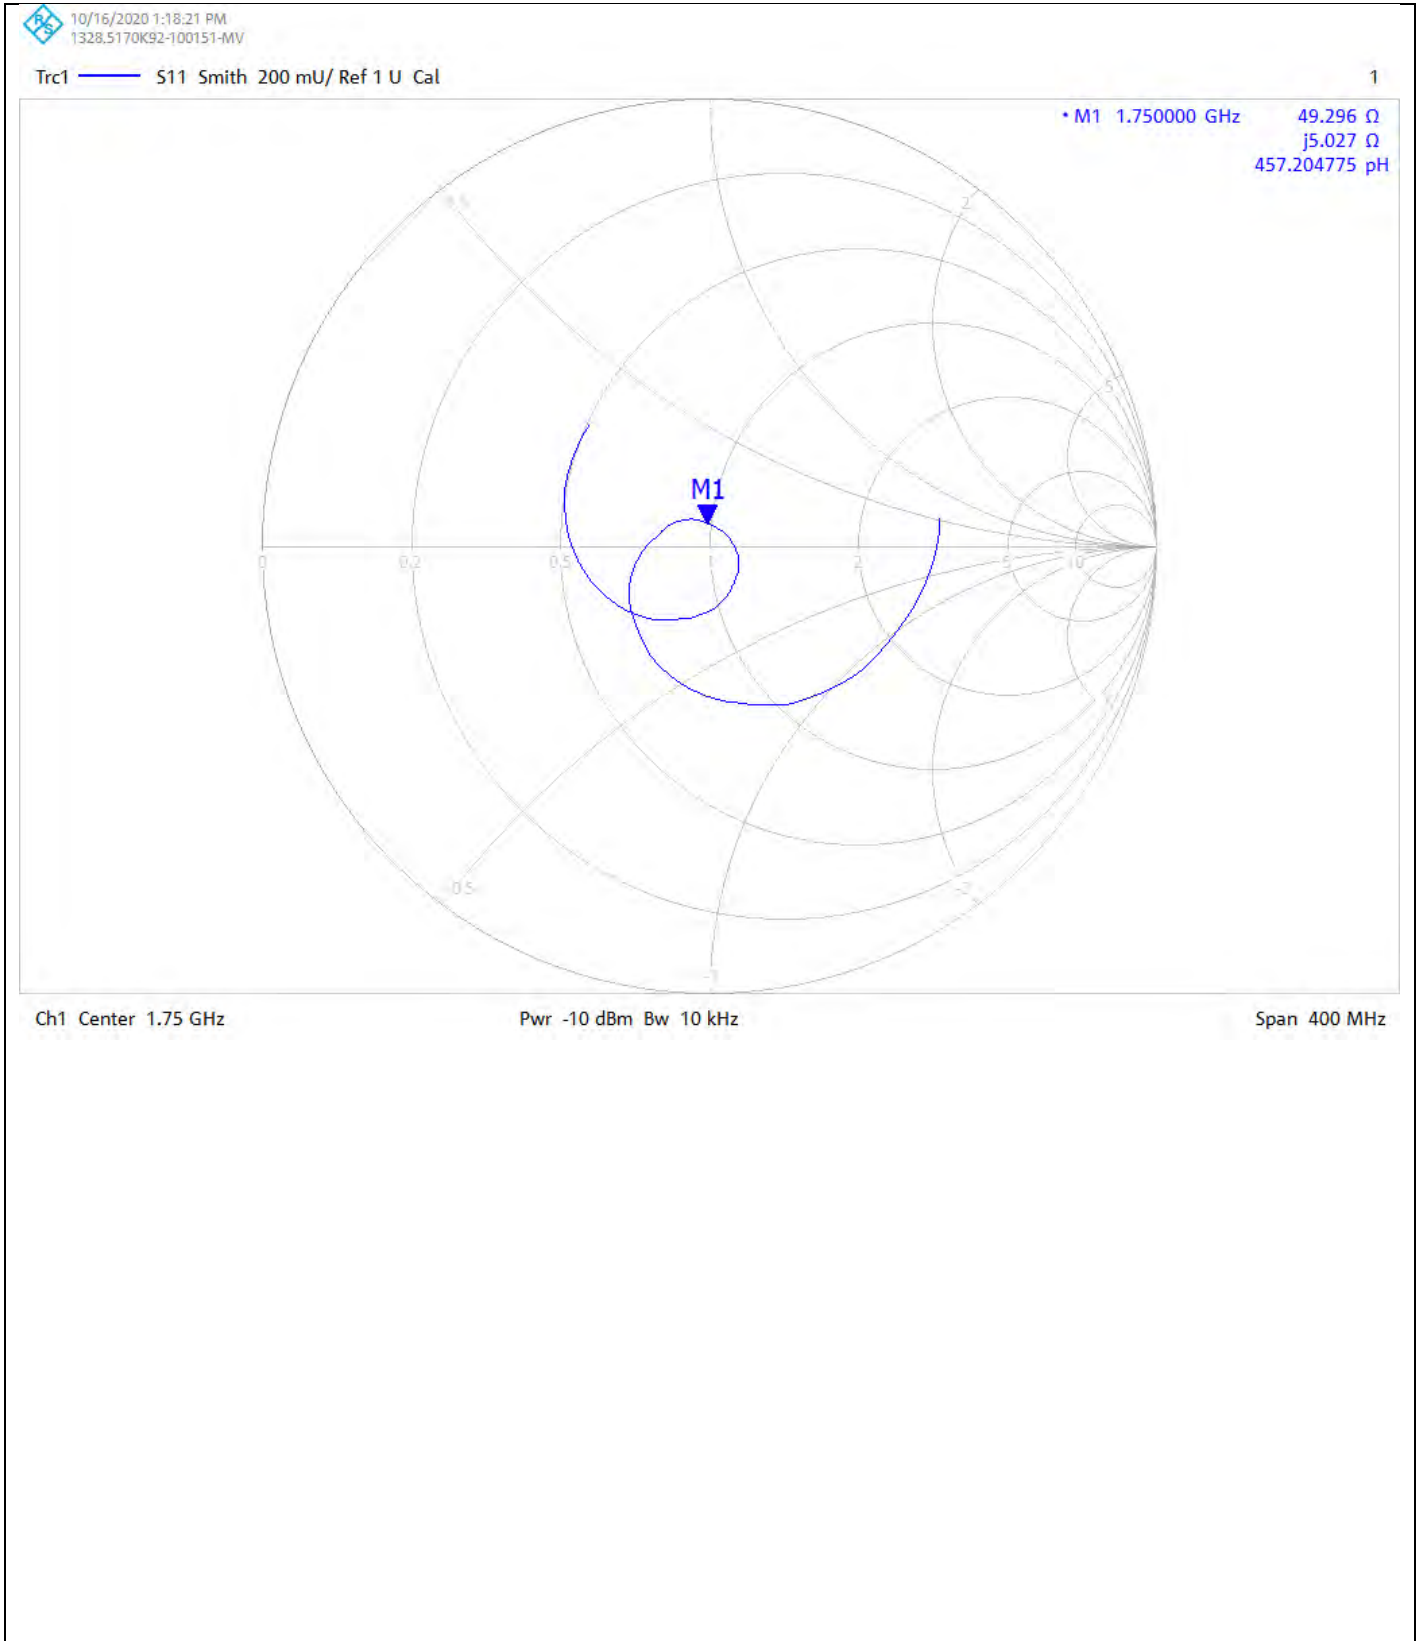 R&S
10/16/2020 1:18:21 PM
1328.5170K92-100151-MV
Trc1 S11 Smith 200 mU/ Ref 1 U Cal 1
• M1 1.750000 GHz 49.296 Ω
j5.027 Ω
457.204775 pH
0.5
2
5
M1
0 0.2 0.5 1 2 5 10
-0.5
-2
-1
Ch1 Center 1.75 GHz Pwr -10 dBm Bw 10 kHz Span 400 MHz